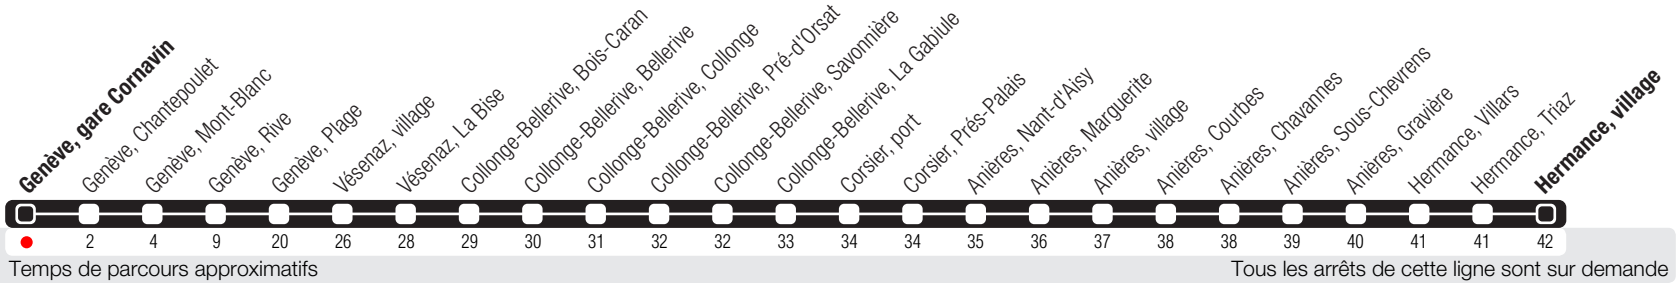 Genève, gare Cornavin
Genève, Chantepoulet
Genève, Mont-Blanc
Genève, Rive
Genève, Plage
Vésenaz, village
Vésenaz, La Bise
Collonge-Bellerive, Bois-Caran
Collonge-Bellerive, Bellerive
Collonge-Bellerive, Collonge
Collonge-Bellerive, Pré-d'Orsat
Collonge-Bellerive, Savonnière
Collonge-Bellerive, La Gabiule
Corsier, port
Corsier, Prés-Palais
Anières, Nant-d'Aisy
Anières, Marguerite
Anières, village
Anières, Courbes
Anières, Chavannes
Anières, Sous-Chevrens
Anières, Gravière
Hermance, Villars
Hermance, Triaz
Hermance, village
2 4 9 20 26 28 29 30 31 32 32 33 34 34 35 36 37 38 38 39 40 41 41 42
Temps de parcours approximatifs
Tous les arrêts de cette ligne sont sur demande